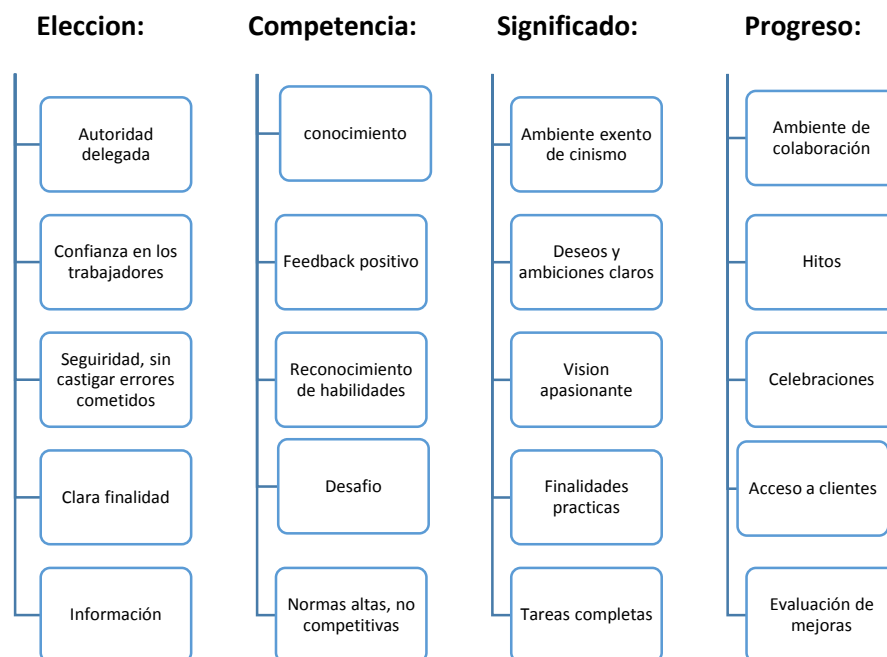 Eleccion:
Autoridad
delegada
Confianza en los
trabajadores
Seguiridad, sin
castigar errores
cometidos
Clara finalidad
Información
Competencia:
conocimiento
Feedback positivo
Reconocimiento
de habilidades
Desafio
Normas altas, no
competitivas
Significado:
Ambiente exento
de cinismo
Deseos y
ambiciones claros
Vision
apasionante
Finalidades
practicas
Tareas completas
Progreso:
Ambiente de
colaboración
Hitos
Celebraciones
Acceso a clientes
Evaluación de
mejoras